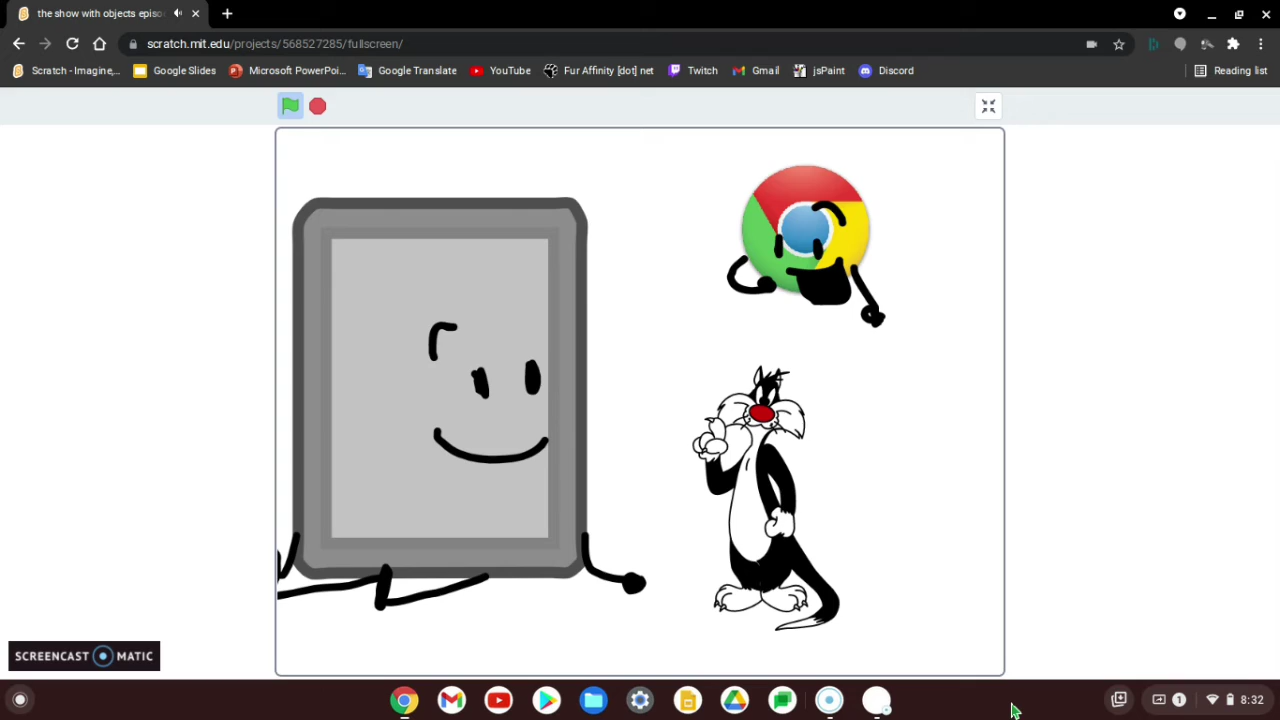 the show with objects episo
scratch.mit.edu/projects/568527285/fullscreen/
Scratch - Imagine,... Google Slides Microsoft PowerPoi... Google Translate YouTube Fur Affinity [dot] net Twitch Gmail jsPaint Discord Reading list
SCREENCAST MATIC
1 8:32